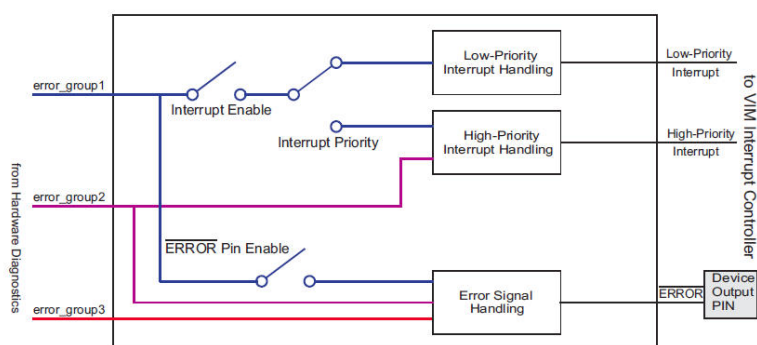 Low-Priority
Interrupt Handling
Low-Priority
Interrupt
error_group1
Interrupt Enable
High-Priority
Interrupt Handling
High-Priority
Interrupt
Interrupt Priority
to VIM Interrupt Controller
from Hardware Diagnostics
error_group2
ERROR Pin Enable
Error Signal
Handling
ERROR
Device
Output
PIN
error_group3